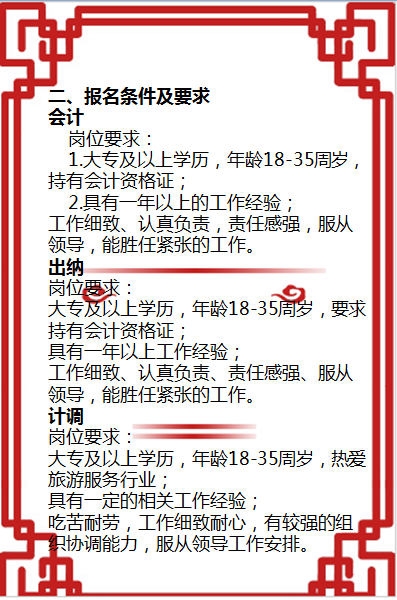 二、报名条件及要求
会计
岗位要求：
1.大专及以上学历，年龄18-35周岁，
持有会计资格证；
2.具有一年以上的工作经验；
工作细致、认真负责，责任感强，服从
领导，能胜任紧张的工作。
出纳
岗位要求：
大专及以上学历，年龄18-35周岁，要求
持有会计资格证；
具有一年以上工作经验；
工作细致、认真负责、责任感强、服从
领导，能胜任紧张的工作。
计调
岗位要求：
大专及以上学历，年龄18-35周岁，热爱
旅游服务行业；
具有一定的相关工作经验；
吃苦耐劳，工作细致耐心，有较强的组
织协调能力，服从领导工作安排。